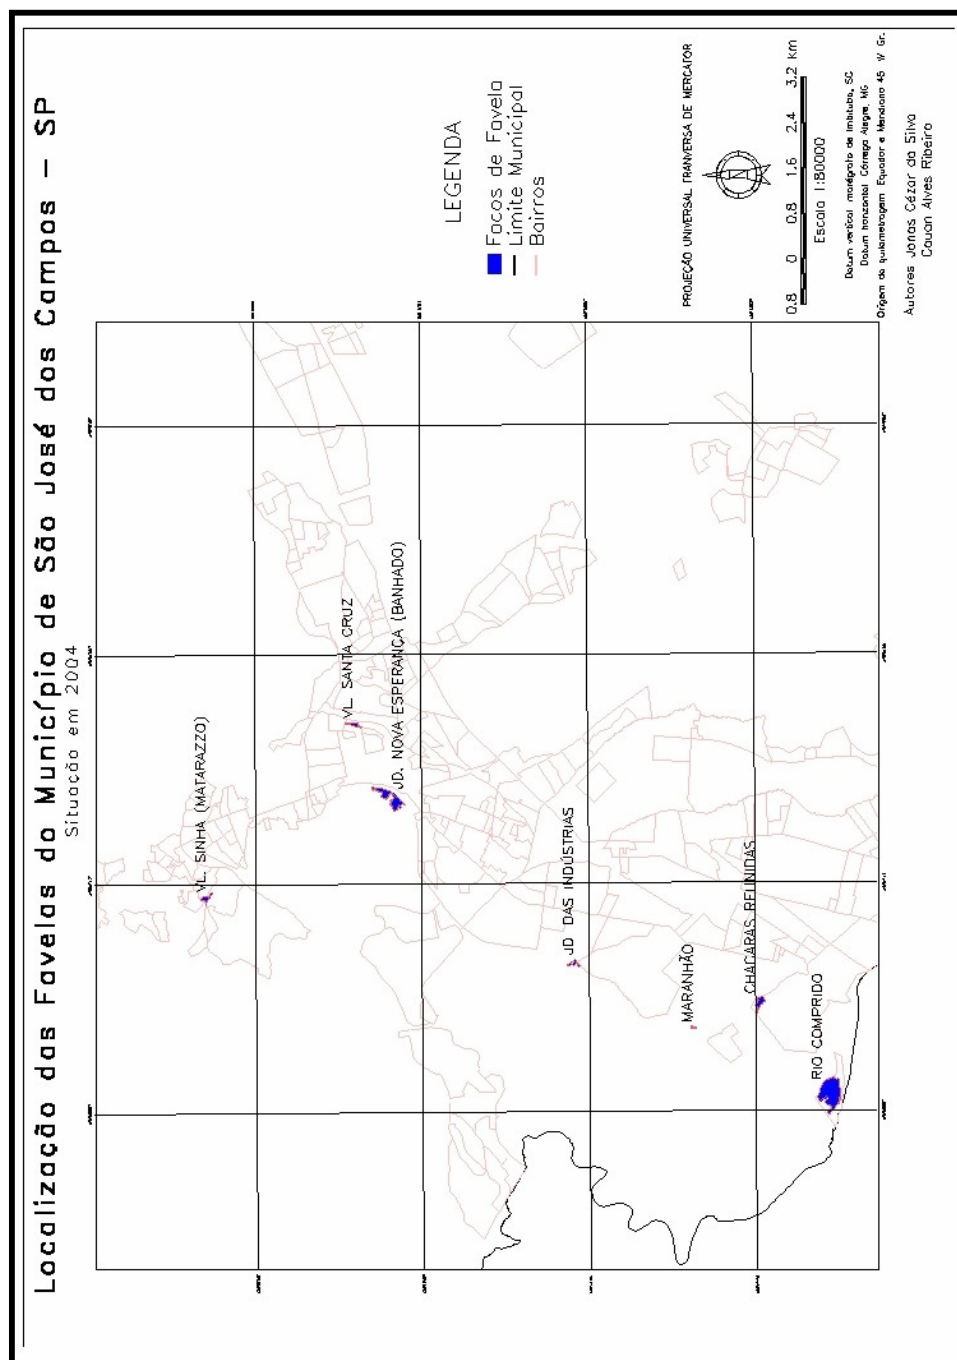 Localização das Favelas do Município de São José dos Campos – SP
Situação em 2004
VL. SINHA (MATARAZZO)
VL. SANTA CRUZ
JD. NOVA ESPERANÇA (BANHADO)
JD. DAS INDÚSTRIAS
MARANHÃO
CHACARAS REUNIDAS
RIO COMPRIDO
LEGENDA
Focos de Favela
Limite Municipal
Bairros
PROJEÇÃO UNIVERSAL TRANVERSA DE MERCATOR
0.8 0 0.8 1.6 2.4 3.2 Km
Escala 1:80000
Datum vertical marégrafo de Imbituba, SC
Datum horizontal Córrego Alegre, MG
Origem da quilometragem Equador e Meridiano 45 W Gr.
Autores Jonas Cézar da Silva
Cauan Alves Ribeiro